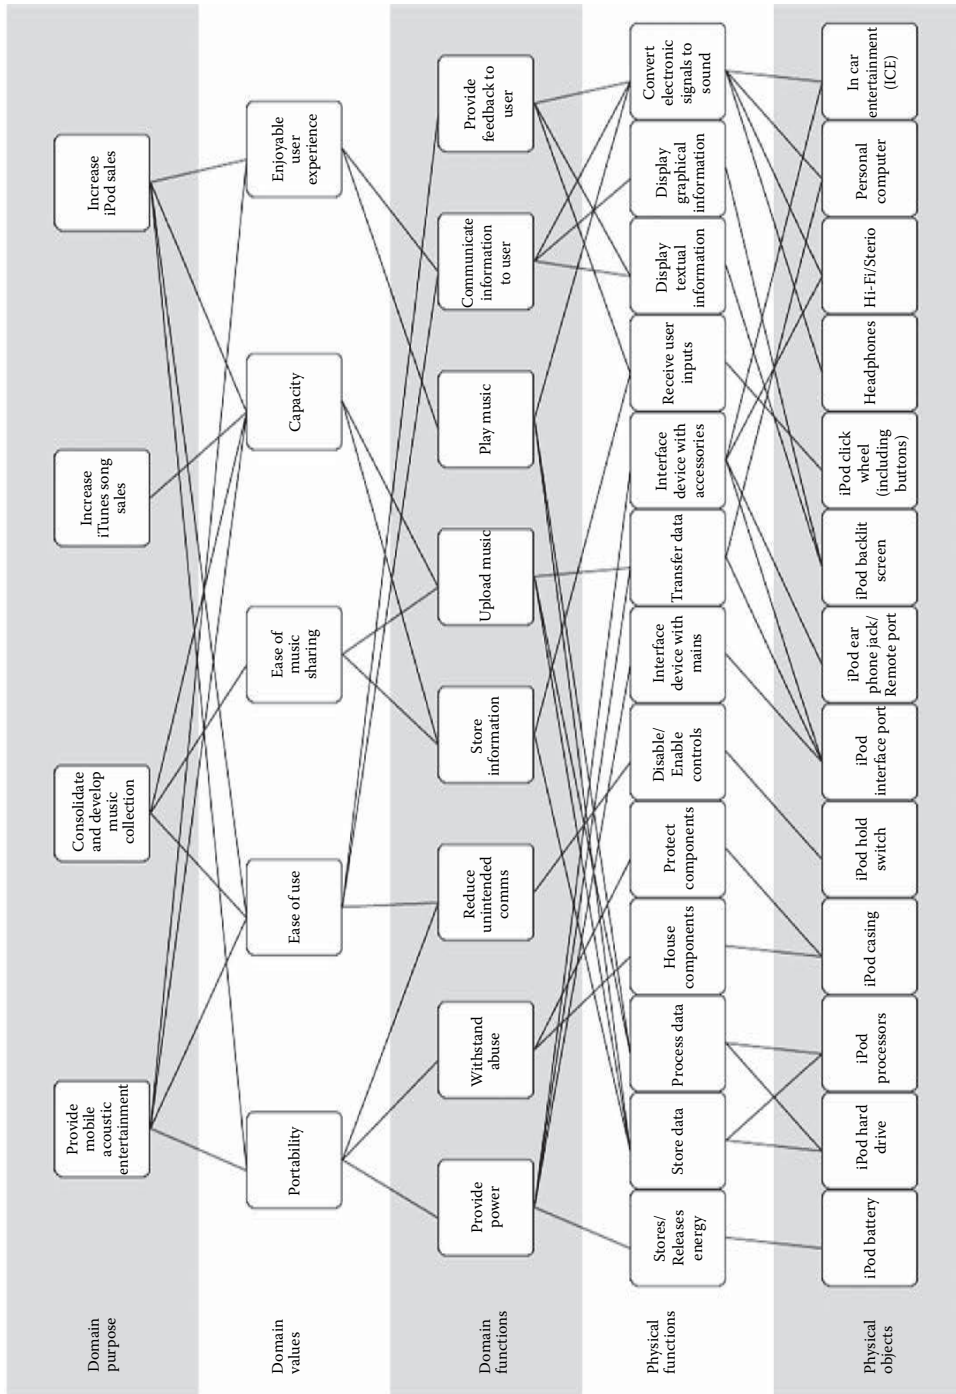 Domain
purpose
Provide
mobile
acoustic
entertainment
Consolidate
and develop
music
collection
Increase
iTunes song
sales
Increase
iPod sales
Domain
values
Portability
Ease of use
Ease of
music
sharing
Capacity
Enjoyable
user
experience
Domain
functions
Provide
power
Withstand
abuse
Reduce
unintended
comms
Store
information
Upload music
Play music
Communicate
information
to user
Provide
feedback to
user
Physical
functions
Stores/
Releases
energy
Store data
Process data
House
components
Protect
components
Disable/
Enable
controls
Interface
device with
mains
Transfer data
Interface
device with
accessories
Receive user
inputs
Display
textual
information
Display
graphical
information
Convert
electronic
signals to
sound
Physical
objects
iPod battery
iPod hard
drive
iPod
processors
iPod casing
iPod hold
switch
iPod
interface port
iPod ear
phone jack/
Remote port
iPod backlit
screen
iPod click
wheel
(including
buttons)
Headphones
Hi-Fi/Sterio
Personal
computer
In car
entertainment
(ICE)